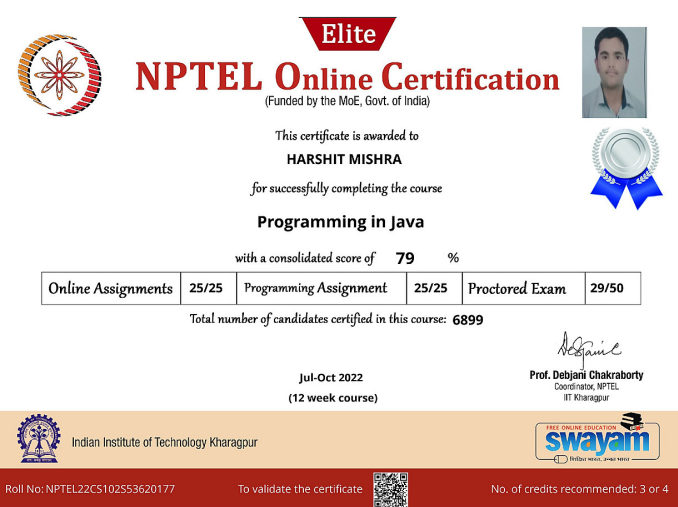 Elite
NPTEL Online Certification
(Funded by the MoE, Govt. of India)
This certificate is awarded to
HARSHIT MISHRA
for successfully completing the course
Programming in Java
with a consolidated score of 79 %
Online Assignments 25/25 Programming Assignment 25/25 Proctored Exam 29/50
Total number of candidates certified in this course: 6899
Jul-Oct 2022
(12 week course)
Prof. Debjani Chakraborty
Coordinator, NPTEL
IIT Kharagpur
Indian Institute of Technology Kharagpur
FREE ONLINE EDUCATION
swayam
शिक्षित भारत, उन्नत भारत
Roll No: NPTEL22CS102S53620177 To validate the certificate No. of credits recommended: 3 or 4